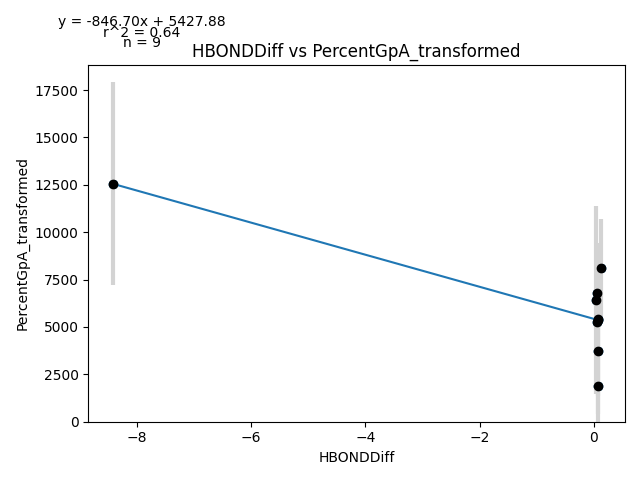 y = -846.70x + 5427.88
r^2 = 0.64
n = 9
HBONDDiff vs PercentGpA_transformed
17500
15000
12500
10000
7500
5000
2500
0
PercentGpA_transformed
−8
−6
−4
−2
0
HBONDDiff